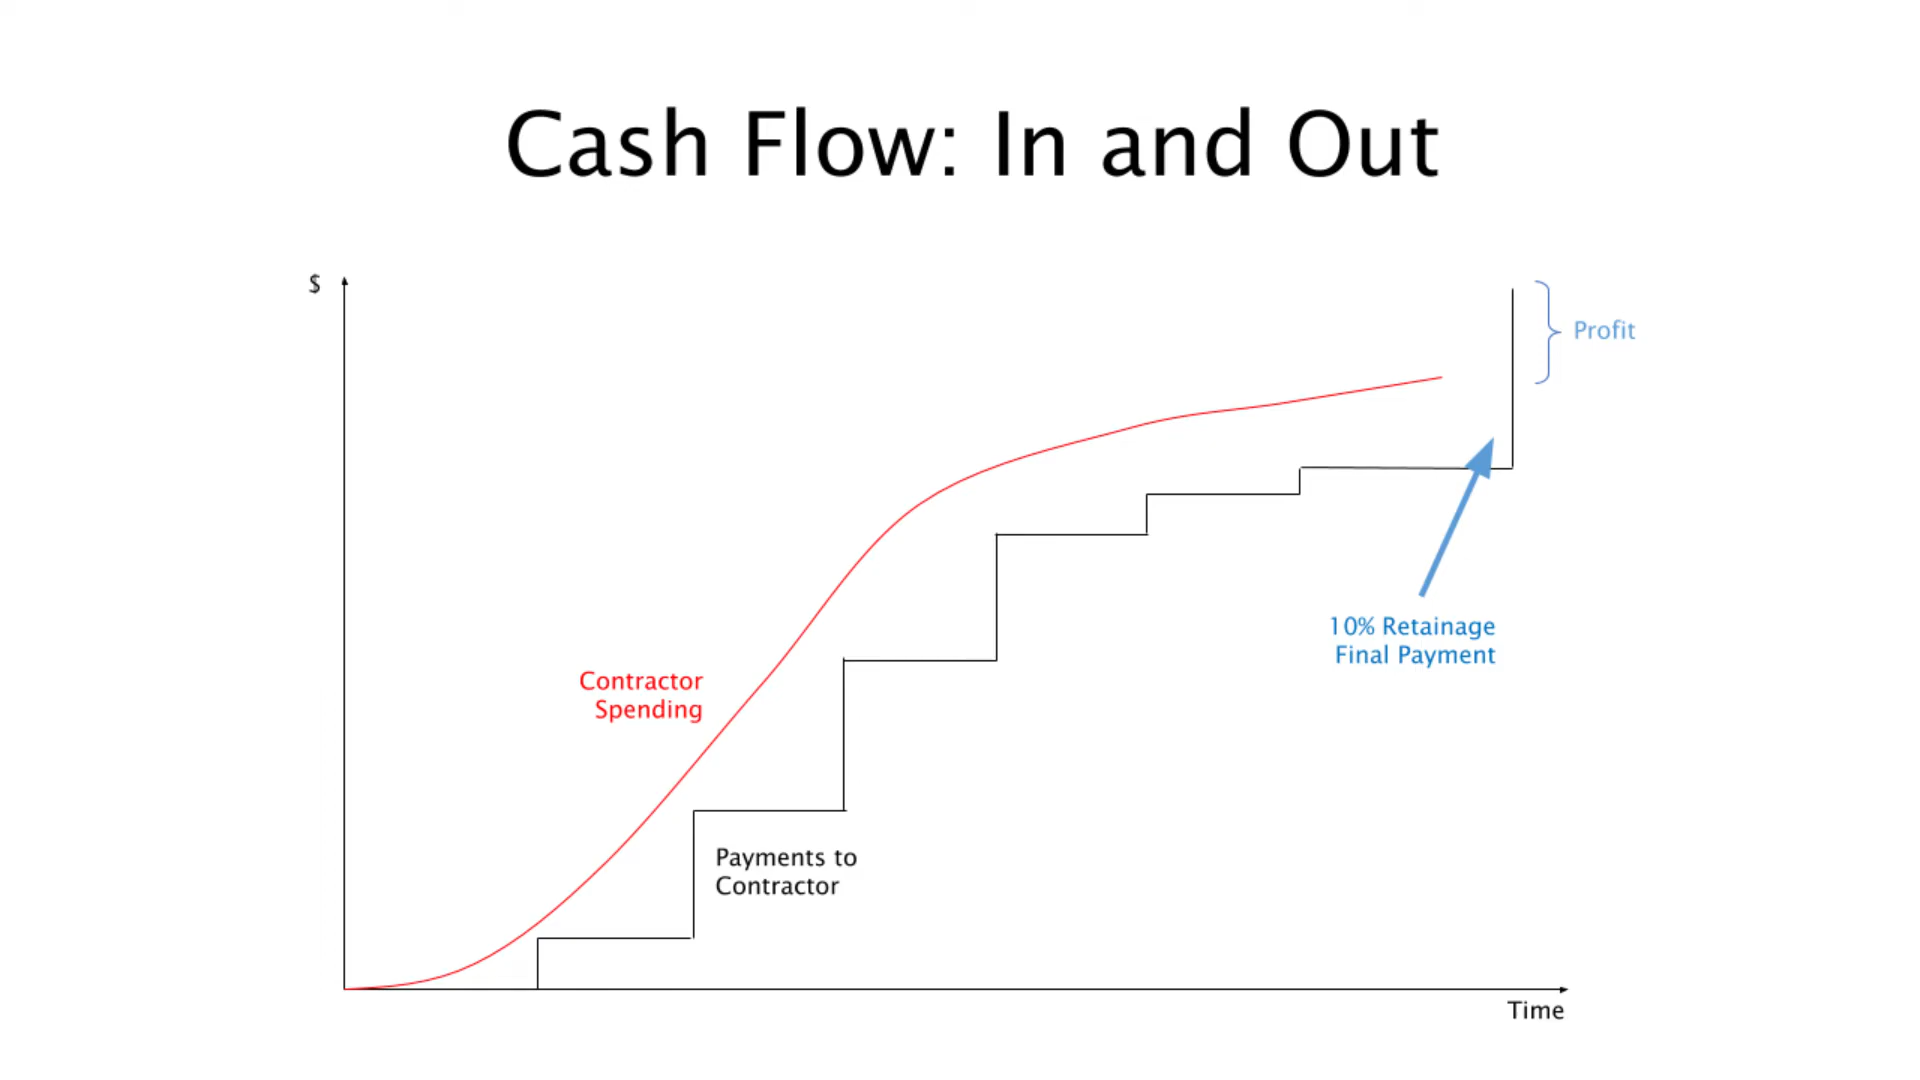 Cash Flow: In and Out
$
Profit
10% Retainage
Final Payment
Contractor
Spending
Payments to
Contractor
Time